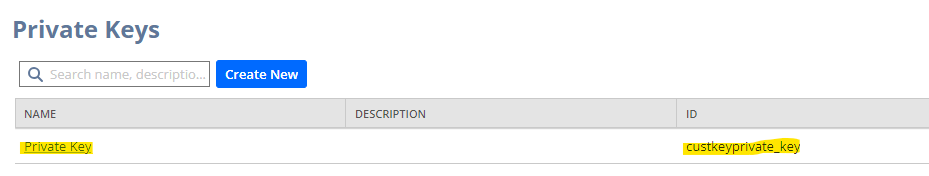 Private Keys
Search name, descriptio...
Create New
NAME DESCRIPTION ID
Private Key custkeyprivate_key